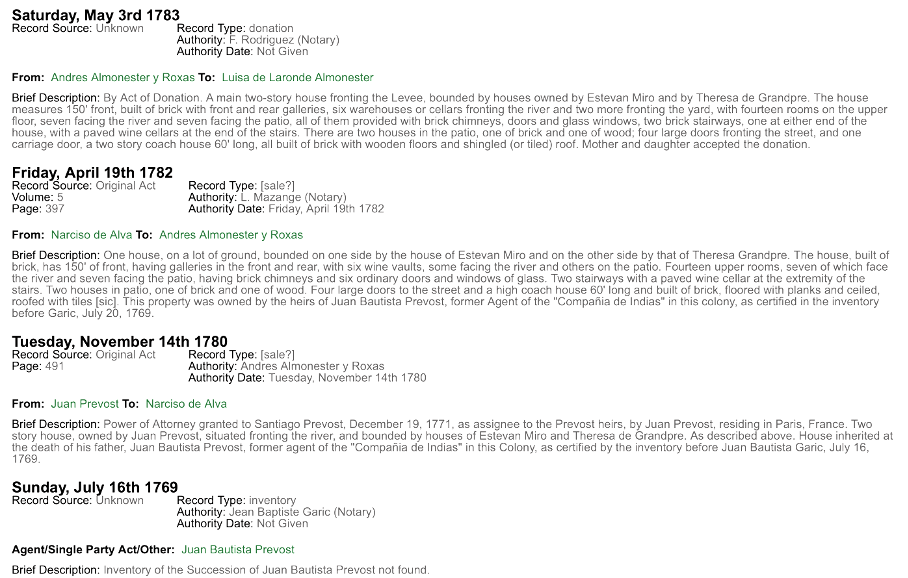 Saturday, May 3rd 1783
Record Source: Unknown Record Type: donation
Authority: F. Rodriguez (Notary)
Authority Date: Not Given
From: Andres Almonester y Roxas To: Luisa de Laronde Almonester
Brief Description: By Act of Donation. A main two-story house fronting the Levee, bounded by houses owned by Estevan Miro and by Theresa de Grandpre. The house
measures 150' front, built of brick with front and rear galleries, six warehouses or cellars fronting the river and two more fronting the yard, with fourteen rooms on the upper
floor, seven facing the river and seven facing the patio, all of them provided with brick chimneys, doors and glass windows, two brick stairways, one at either end of the
house, with a paved wine cellars at the end of the stairs. There are two houses in the patio, one of brick and one of wood; four large doors fronting the street, and one
carriage door, a two story coach house 60' long, all built of brick with wooden floors and shingled (or tiled) roof. Mother and daughter accepted the donation.
Friday, April 19th 1782
Record Source: Original Act Record Type: [sale?]
Volume: 5 Authority: L. Mazange (Notary)
Page: 397 Authority Date: Friday, April 19th 1782
From: Narciso de Alva To: Andres Almonester y Roxas
Brief Description: One house, on a lot of ground, bounded on one side by the house of Estevan Miro and on the other side by that of Theresa Grandpre. The house, built of
brick, has 150' of front, having galleries in the front and rear, with six wine vaults, some facing the river and others on the patio. Fourteen upper rooms, seven of which face
the river and seven facing the patio, having brick chimneys and six ordinary doors and windows of glass. Two stairways with a paved wine cellar at the extremity of the
stairs. Two houses in patio, one of brick and one of wood. Four large doors to the street and a high coach house 60' long and built of brick, floored with planks and ceiled,
roofed with tiles [sic]. This property was owned by the heirs of Juan Bautista Prevost, former Agent of the "Compañia de Indias" in this colony, as certified in the inventory
before Garic, July 20, 1769.
Tuesday, November 14th 1780
Record Source: Original Act Record Type: [sale?]
Page: 491 Authority: Andres Almonester y Roxas
Authority Date: Tuesday, November 14th 1780
From: Juan Prevost To: Narciso de Alva
Brief Description: Power of Attorney granted to Santiago Prevost, December 19, 1771, as assignee to the Prevost heirs, by Juan Prevost, residing in Paris, France. Two
story house, owned by Juan Prevost, situated fronting the river, and bounded by houses of Estevan Miro and Theresa de Grandpre. As described above. House inherited at
the death of his father, Juan Bautista Prevost, former agent of the "Compañia de Indias" in this Colony, as certified by the inventory before Juan Bautista Garic, July 16,
1769.
Sunday, July 16th 1769
Record Source: Unknown Record Type: inventory
Authority: Jean Baptiste Garic (Notary)
Authority Date: Not Given
Agent/Single Party Act/Other: Juan Bautista Prevost
Brief Description: Inventory of the Succession of Juan Bautista Prevost not found.